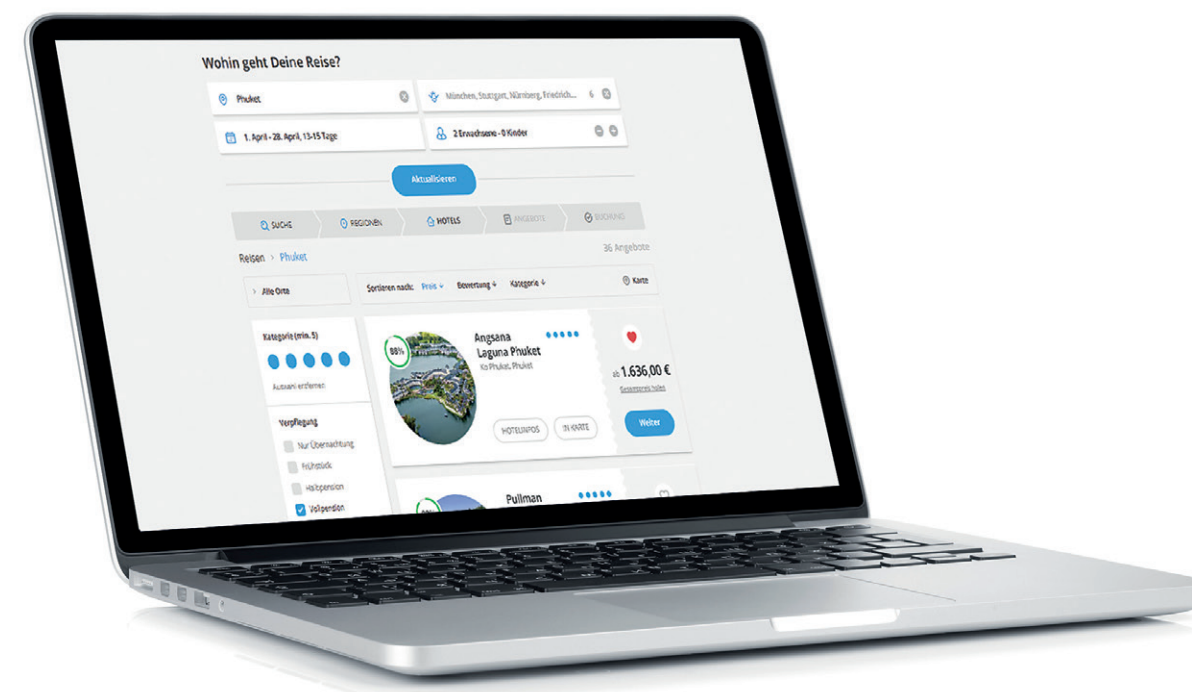 Wohin geht Deine Reise?
Phuket
München, Stuttgart, Nürnberg, Friedrich... 6
1. April - 28. April, 13-15 Tage
2 Erwachsene - 0 Kinder
Aktualisieren
SUCHE
REGIONEN
HOTELS
ANGEBOTE
BUCHUNG
Reisen > Phuket
36 Angebote
> Alle Orte
Sortieren nach: Preis ↓ Bewertung ↓ Kategorie ↓
Karte
Kategorie (min. 5)
Auswahl entfernen
Verpflegung
Nur Übernachtung
Frühstück
Halbpension
Vollpension
88%
Angsana
Laguna Phuket
Ko Phuket, Phuket
HOTELINFOS
IN KARTE
ab 1.636,00 €
Weiter
Pullman